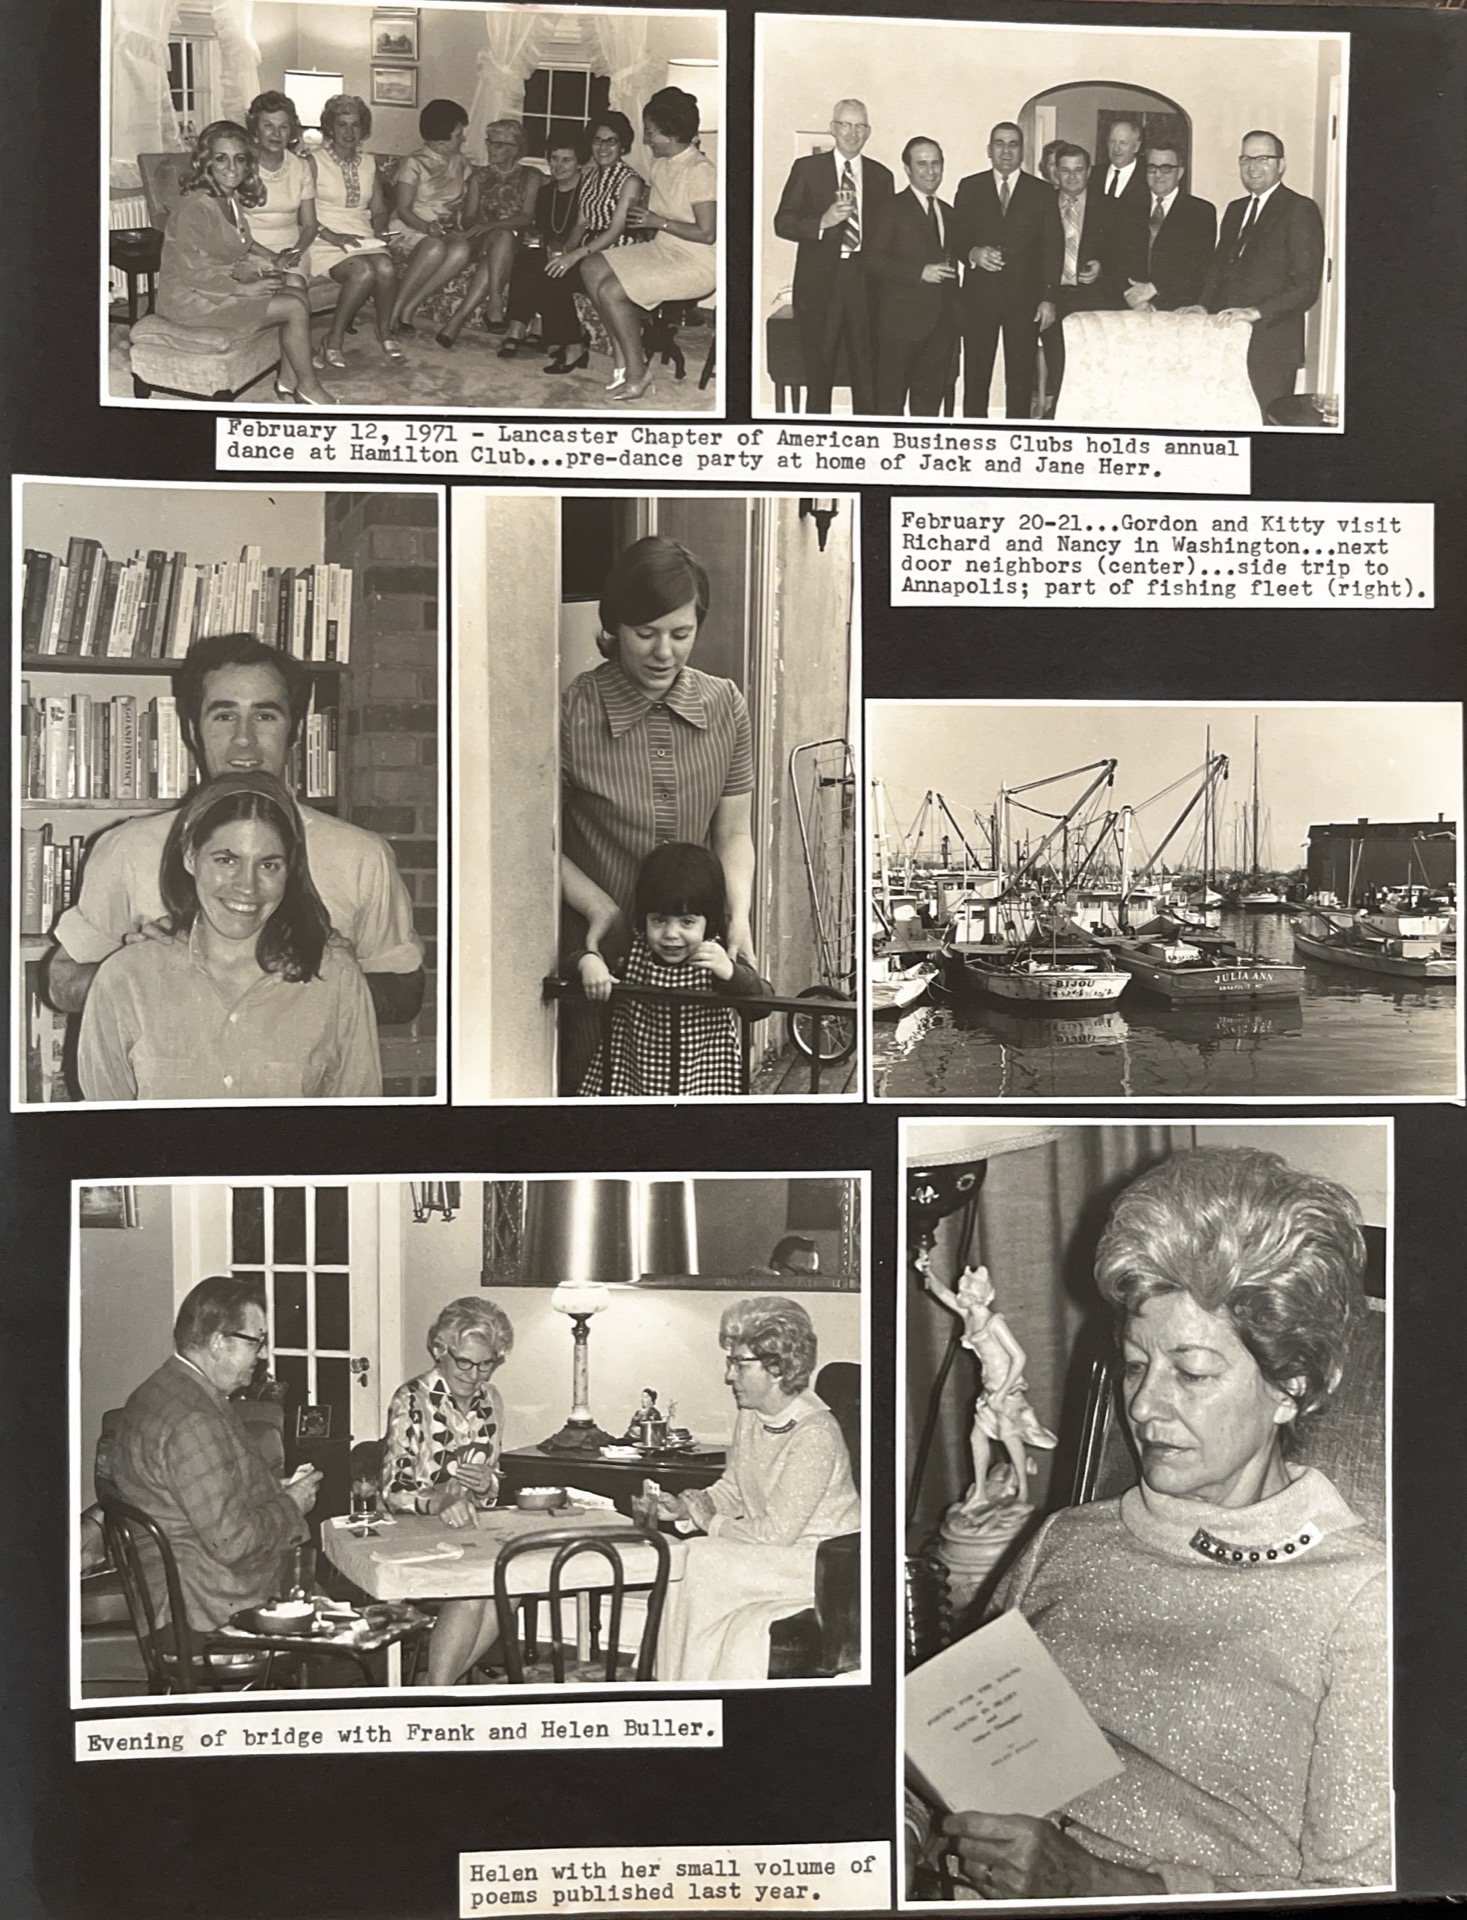 February 12, 1971 - Lancaster Chapter of American Business Clubs holds annual
dance at Hamilton Club...pre-dance party at home of Jack and Jane Herr.
February 20-21...Gordon and Kitty visit
Richard and Nancy in Washington...next
door neighbors (center)...side trip to
Annapolis; part of fishing fleet (right).
BIJOU
JULIA ANN
ANNAPOLIS MD.
Evening of bridge with Frank and Helen Buller.
Helen with her small volume of
poems published last year.